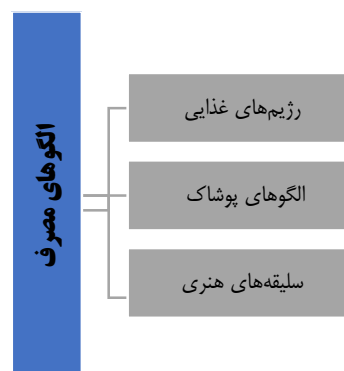 الگوهای مصرف
رژیم‌های غذایی
الگوهای پوشاک
سلیقه‌های هنری